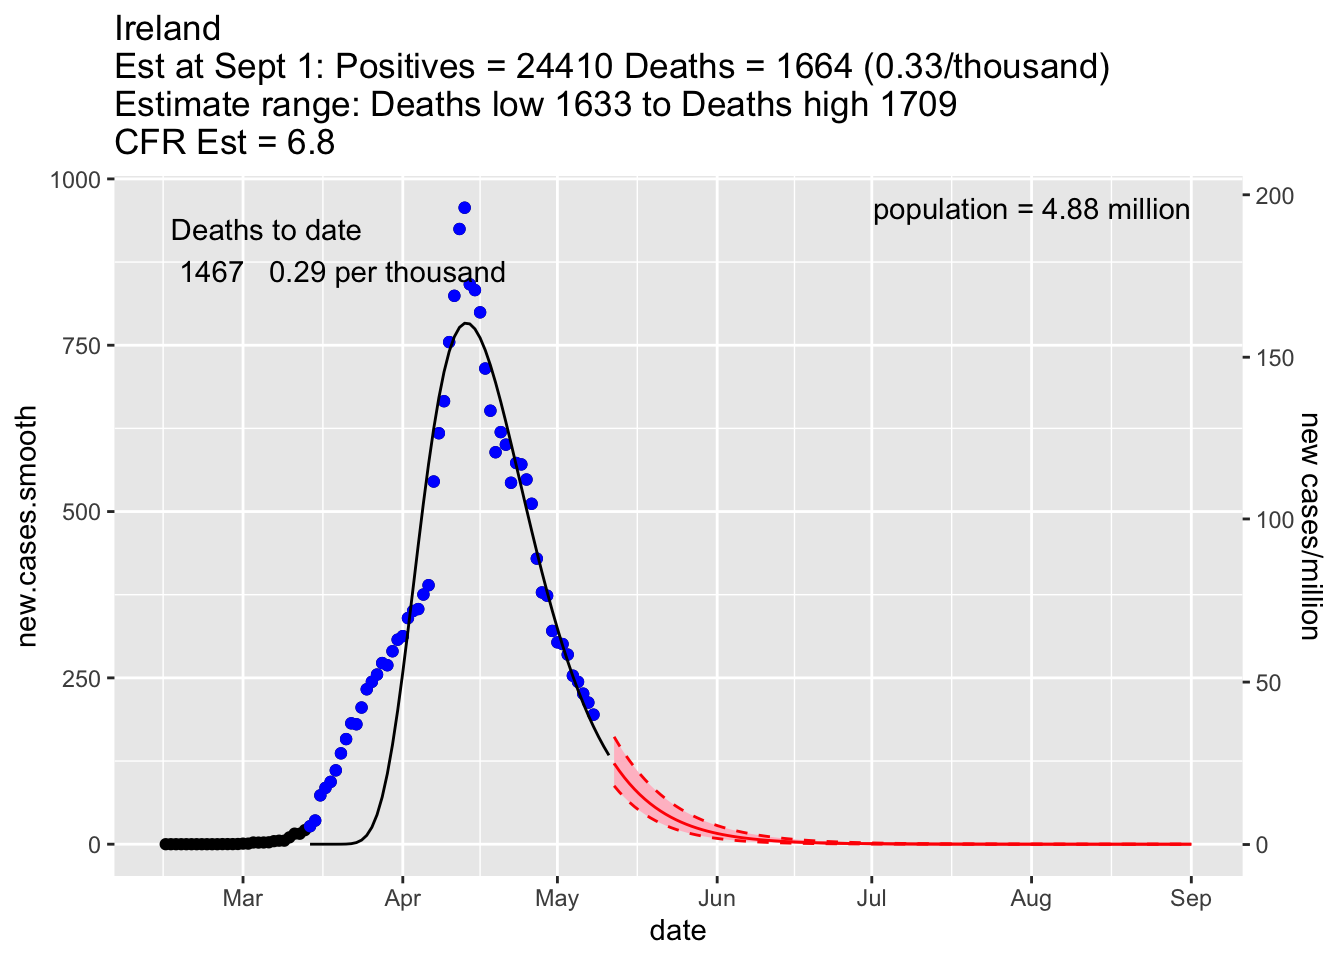 Ireland
Est at Sept 1: Positives = 24410 Deaths = 1664 (0.33/thousand)
Estimate range: Deaths low 1633 to Deaths high 1709
CFR Est = 6.8
Deaths to date
1467 0.29 per thousand
population = 4.88 million
1000
750
500
250
0
new.cases.smooth
200
150
100
50
0
new cases/million
Mar Apr May Jun Jul Aug Sep
date